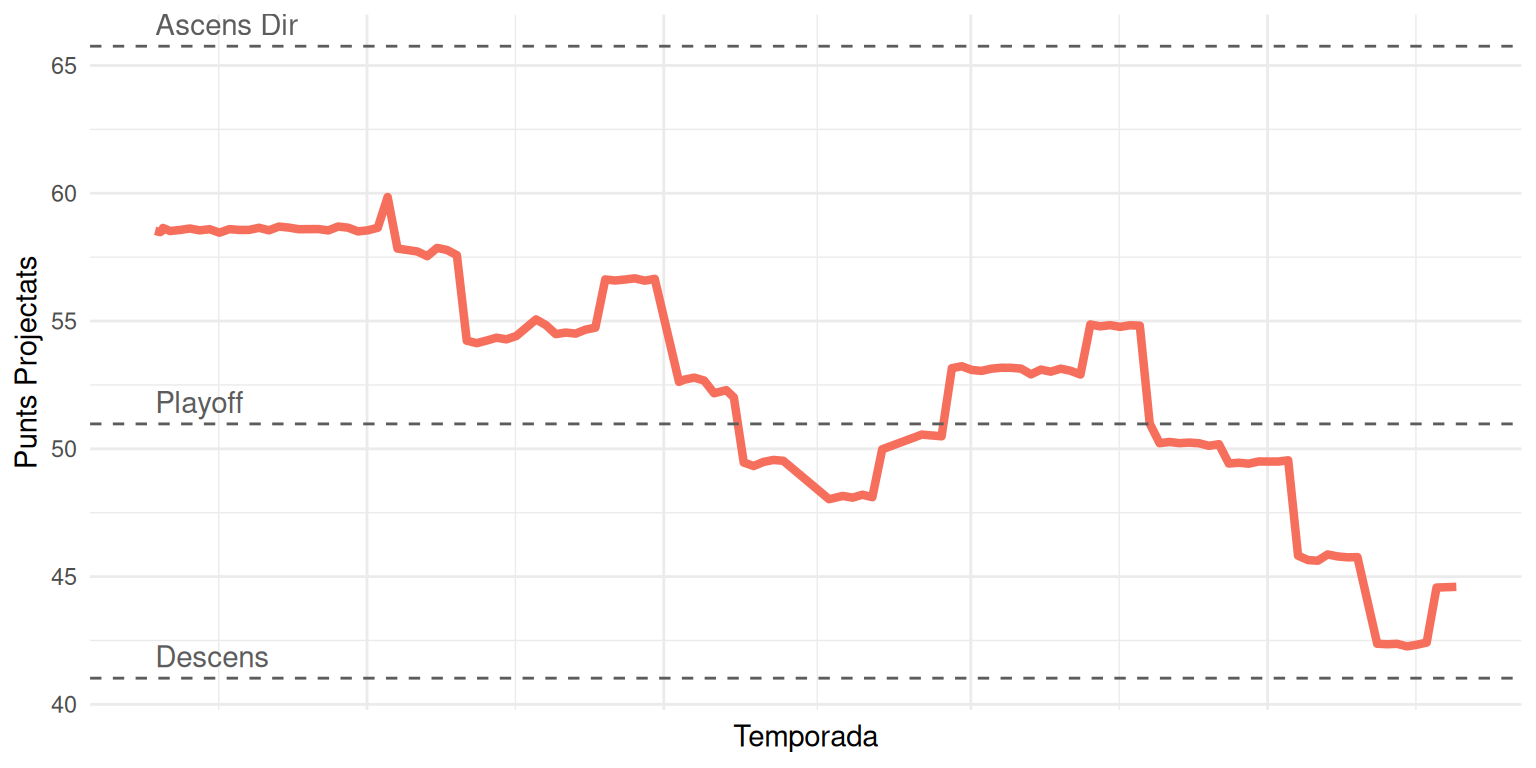 Ascens Dir
65
60
55
Playoff
50
45
Descens
40
Punts Projectats
Temporada